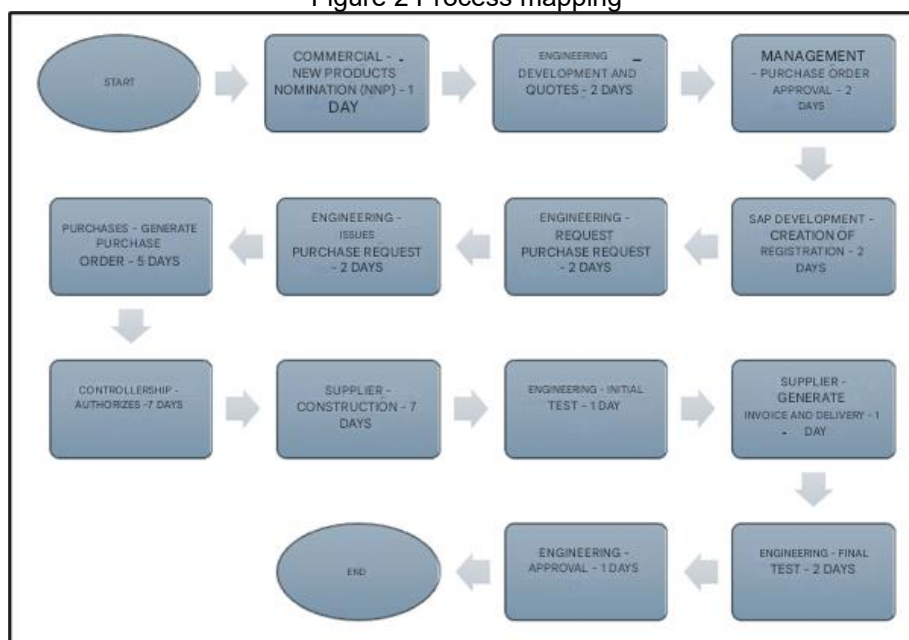 Figure 2 Process mapping
START
COMMERCIAL - -
NEW PRODUCTS
NOMINATION (NNP) - 1
DAY
ENGINEERING –
DEVELOPMENT AND
QUOTES - 2 DAYS
MANAGEMENT
- PURCHASE ORDER
APPROVAL - 2
DAYS
SAP DEVELOPMENT -
CREATION OF
REGISTRATION - 2
DAYS
ENGINEERING -
REQUEST
PURCHASE REQUEST
- 2 DAYS
ENGINEERING -
ISSUES
PURCHASE REQUEST
- 2 DAYS
PURCHASES - GENERATE
PURCHASE
ORDER - 5 DAYS
CONTROLLERSHIP -
AUTHORIZES -7 DAYS
SUPPLIER -
CONSTRUCTION - 7
DAYS
ENGINEERING - INITIAL
TEST - 1 DAY
SUPPLIER -
GENERATE
INVOICE AND DELIVERY - 1
- DAY
ENGINEERING - FINAL
TEST - 2 DAYS
ENGINEERING -
APPROVAL - 1 DAYS
END